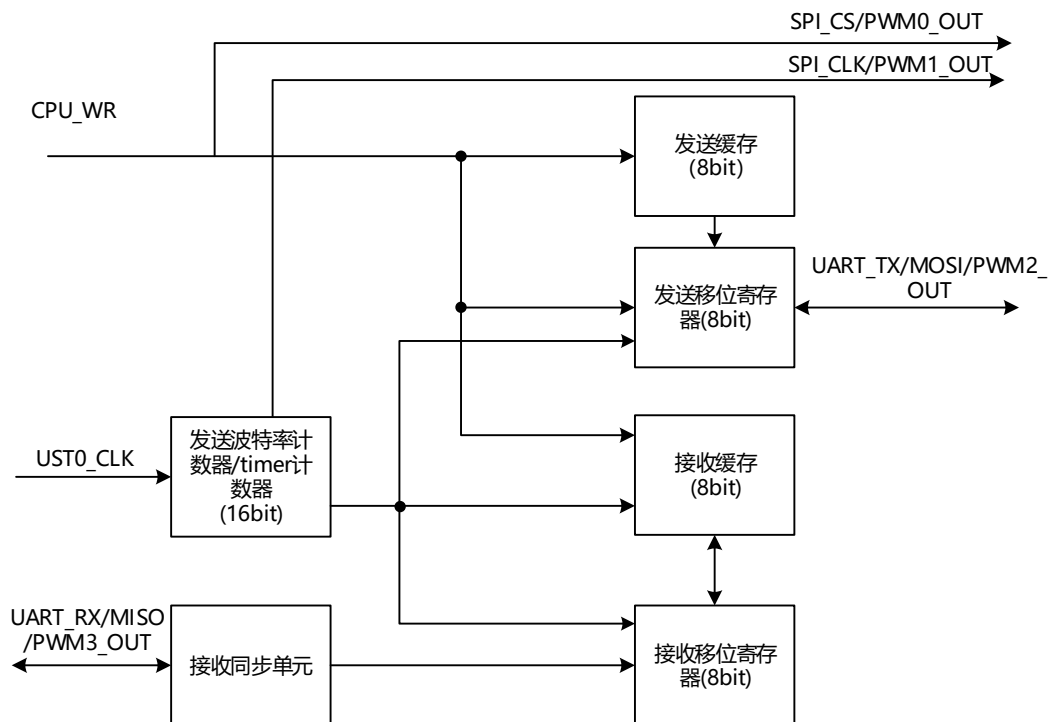 SPI_CS/PWM0_OUT
SPI_CLK/PWM1_OUT
CPU_WR
发送缓存
(8bit)
发送移位寄存
器(8bit)
UART_TX/MOSI/PWM2_
OUT
UST0_CLK
发送波特率计
数器/timer计
数器
(16bit)
接收缓存
(8bit)
UART_RX/MISO
/PWM3_OUT
接收同步单元
接收移位寄存
器(8bit)